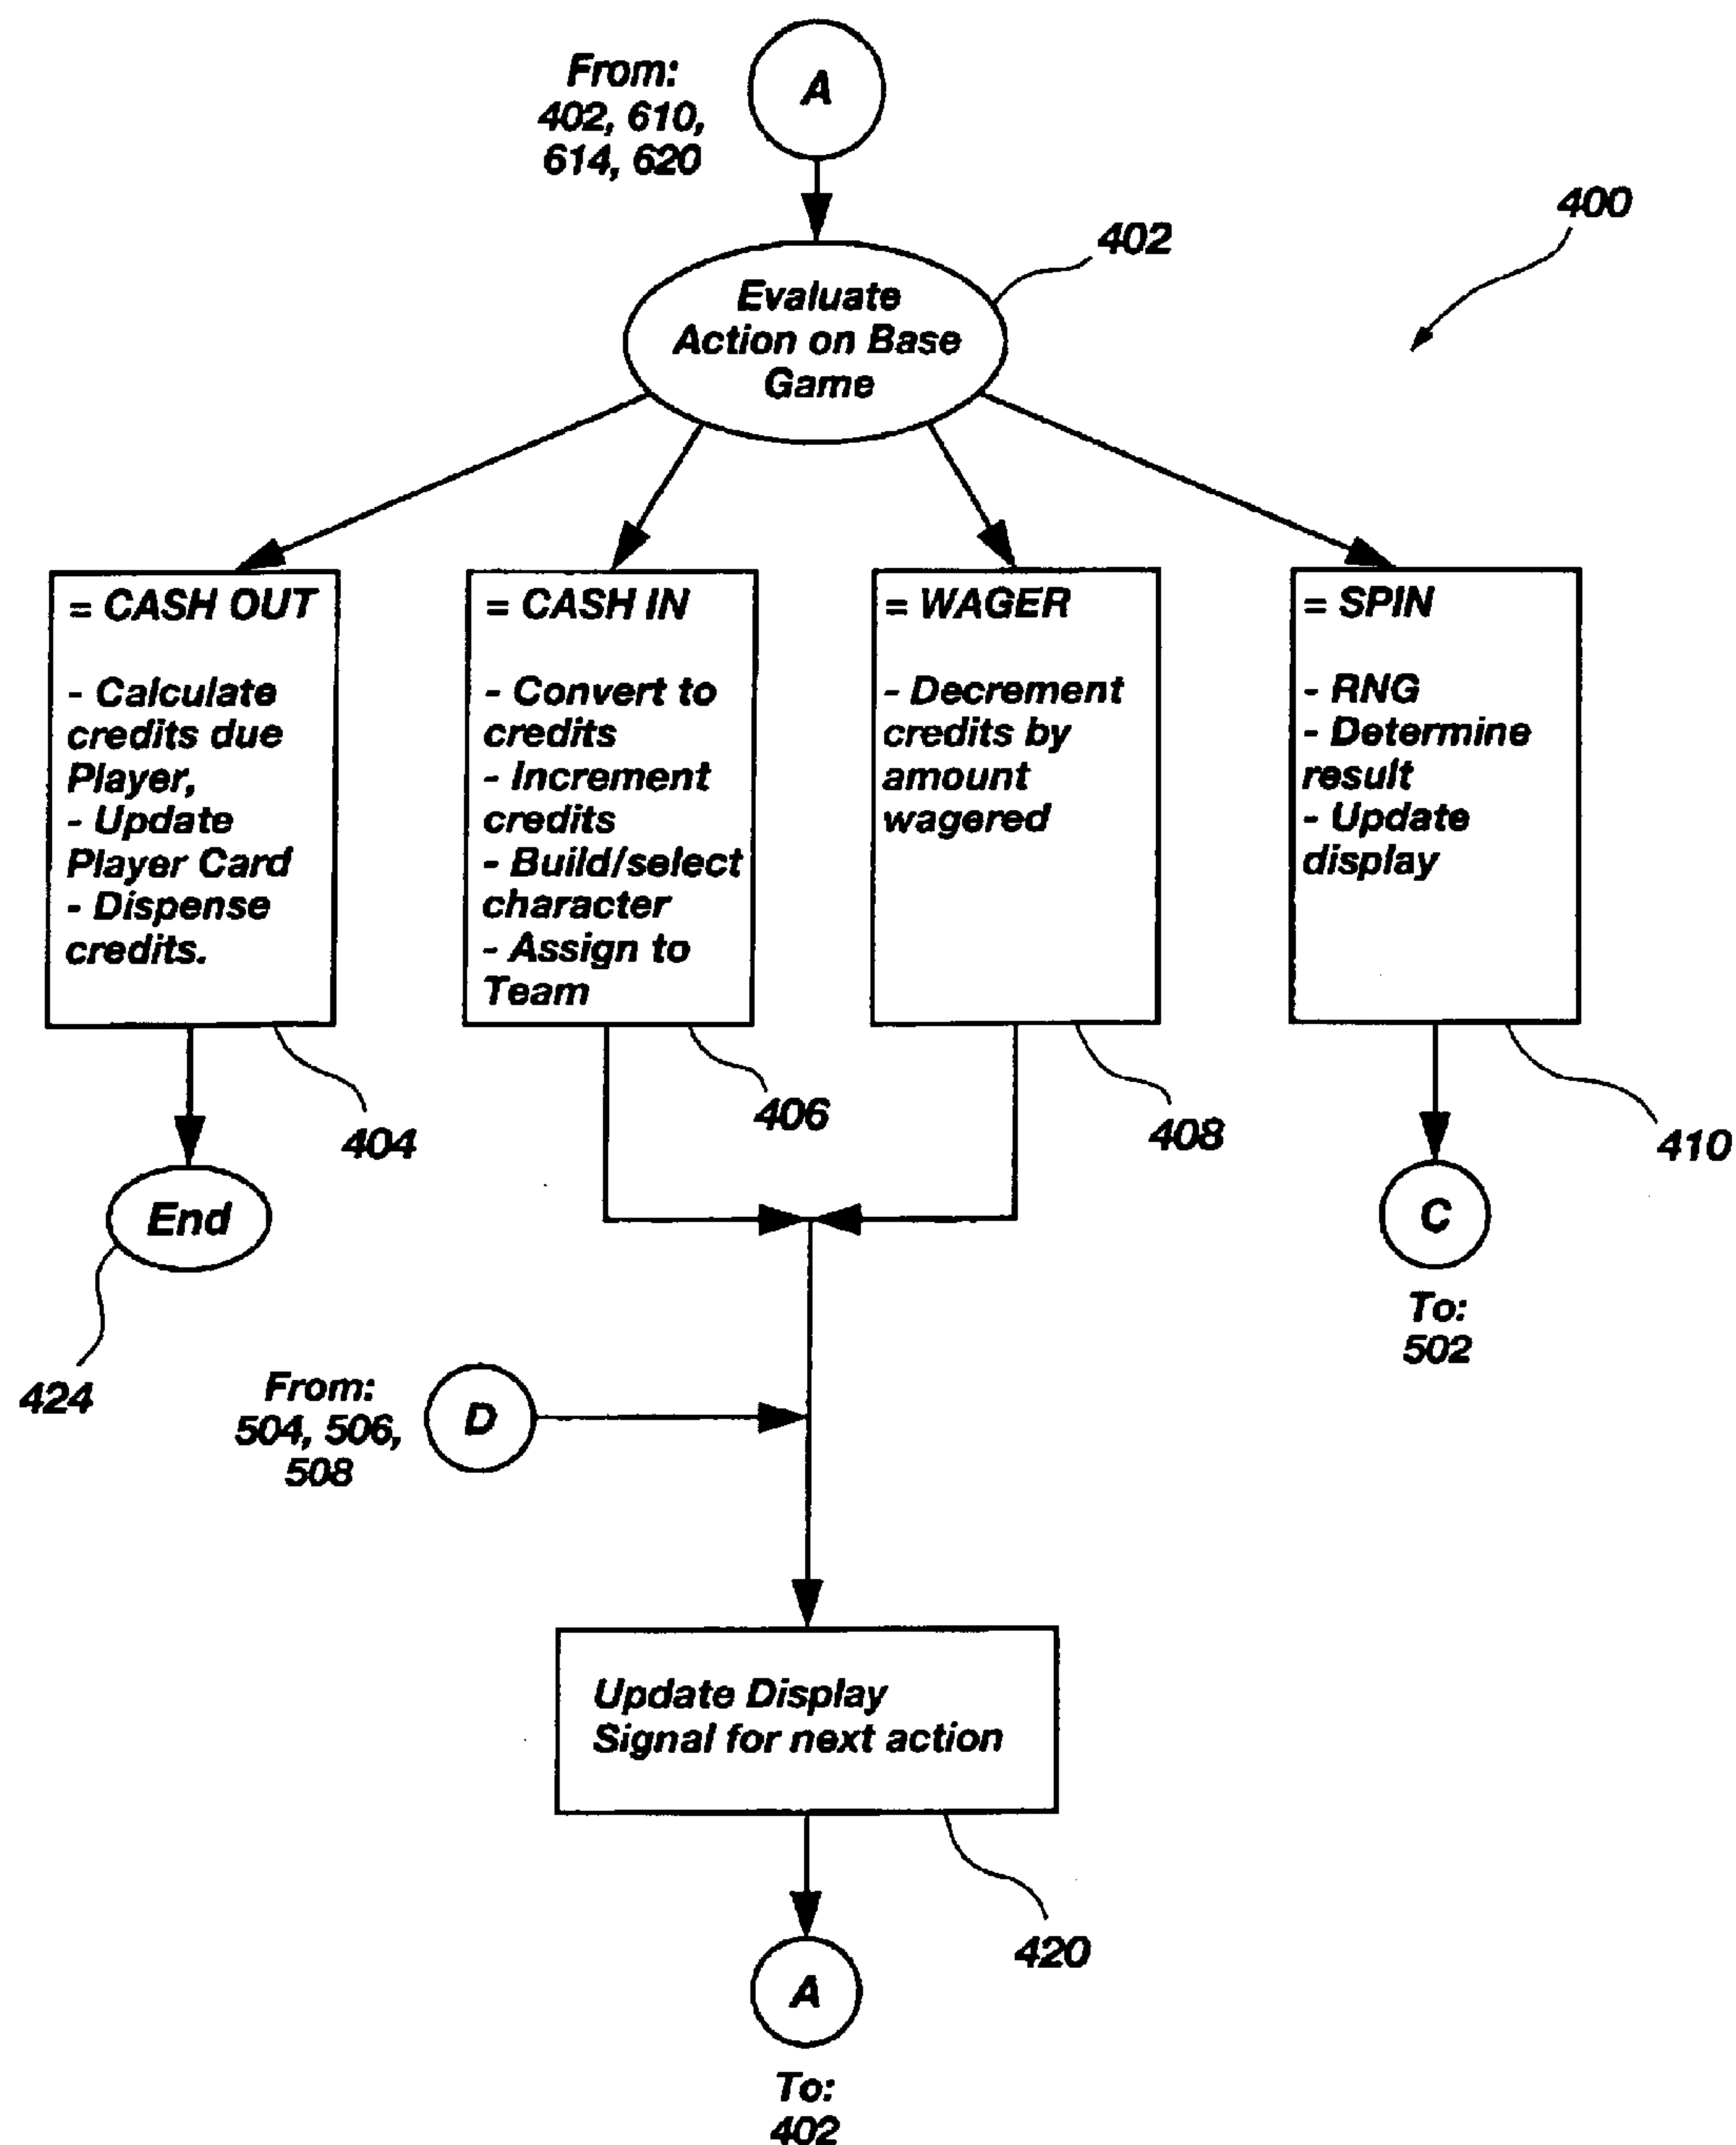 From:
402, 610,
614, 620
A
400
402
Evaluate
Action on Base
Game
= CASH OUT
- Calculate
credits due
Player,
- Update
Player Card
- Dispense
credits.
= CASH IN
- Convert to
credits
- Increment
credits
- Build/select
character
- Assign to
Team
= WAGER
- Decrement
credits by
amount
wagered
= SPIN
- RNG
- Determine
result
- Update
display
404
406
408
410
End
424
C
To:
502
From:
504, 506,
508
D
Update Display
Signal for next action
420
A
To:
402